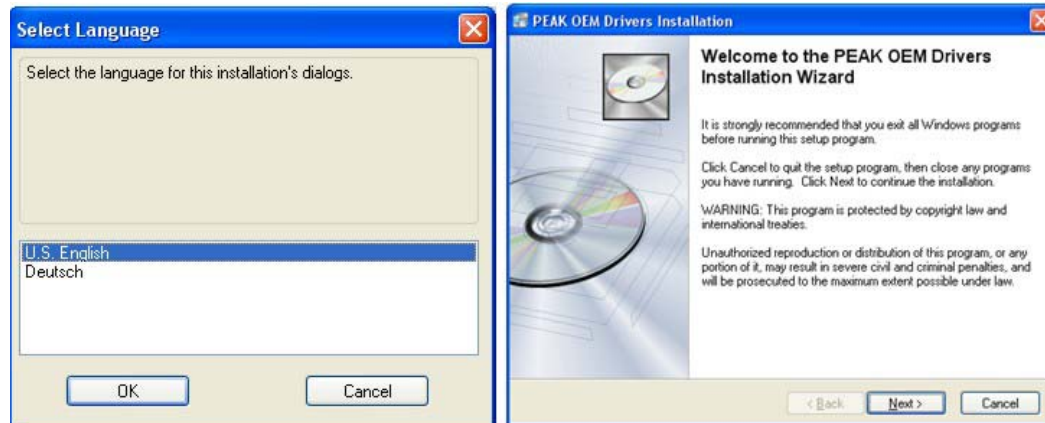 Select Language
Select the language for this installation's dialogs.
U.S. English
Deutsch
OK
Cancel
PEAK OEM Drivers Installation
Welcome to the PEAK OEM Drivers
Installation Wizard
It is strongly recommended that you exit all Windows programs
before running this setup program.
Click Cancel to quit the setup program, then close any programs
you have running. Click Next to continue the installation.
WARNING: This program is protected by copyright law and
international treaties.
Unauthorized reproduction or distribution of this program, or any
portion of it, may result in severe civil and criminal penalties, and
will be prosecuted to the maximum extent possible under law.
< Back
Next >
Cancel